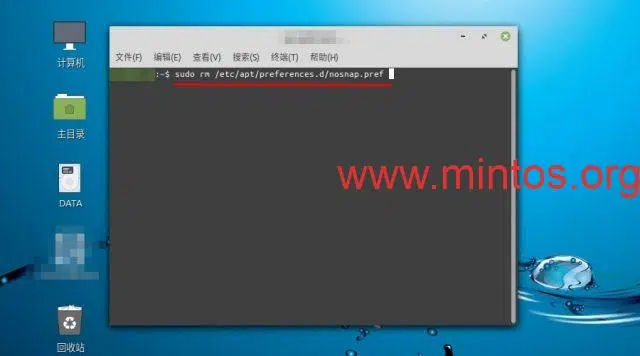 计算机
主目录
DATA
回收站
文件(F) 编辑(E) 查看(V) 搜索(S) 终端(T) 帮助(H)
:~$ sudo rm /etc/apt/preferences.d/nosnap.pref
www.mintos.org